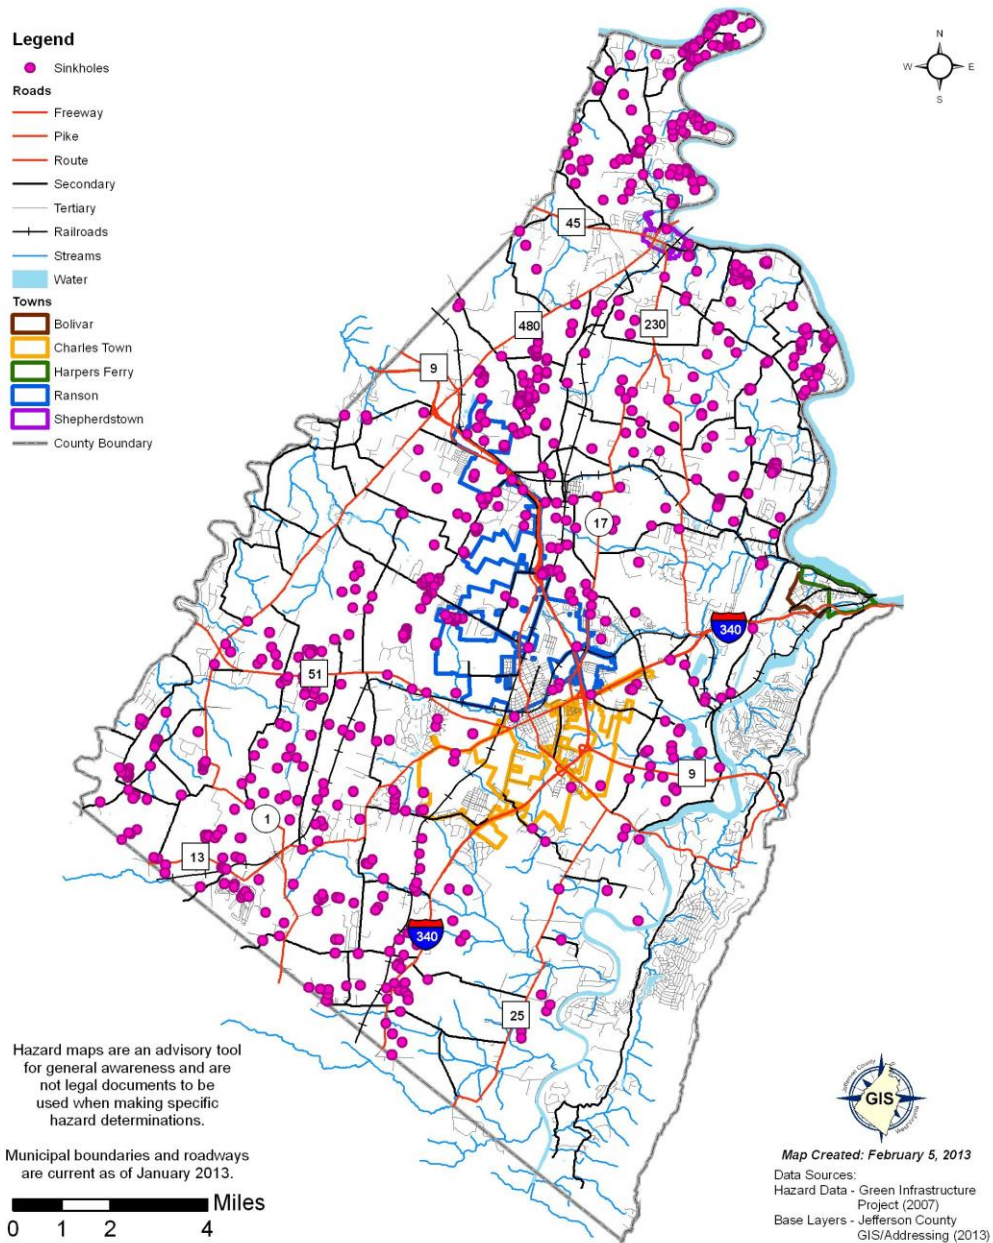 Legend
Sinkholes
Roads
Freeway
Pike
Route
Secondary
Tertiary
Railroads
Streams
Water
Towns
Bolivar
Charles Town
Harpers Ferry
Ranson
Shepherdstown
County Boundary
N
W E
S
45
480
230
9
17
340
51
9
1
13
340
25
Hazard maps are an advisory tool
for general awareness and are
not legal documents to be
used when making specific
hazard determinations.
Municipal boundaries and roadways
are current as of January 2013.
Miles
0 1 2 4
Jefferson County
GIS
West Virginia
Map Created: February 5, 2013
Data Sources:
Hazard Data - Green Infrastructure
Project (2007)
Base Layers - Jefferson County
GIS/Addressing (2013)